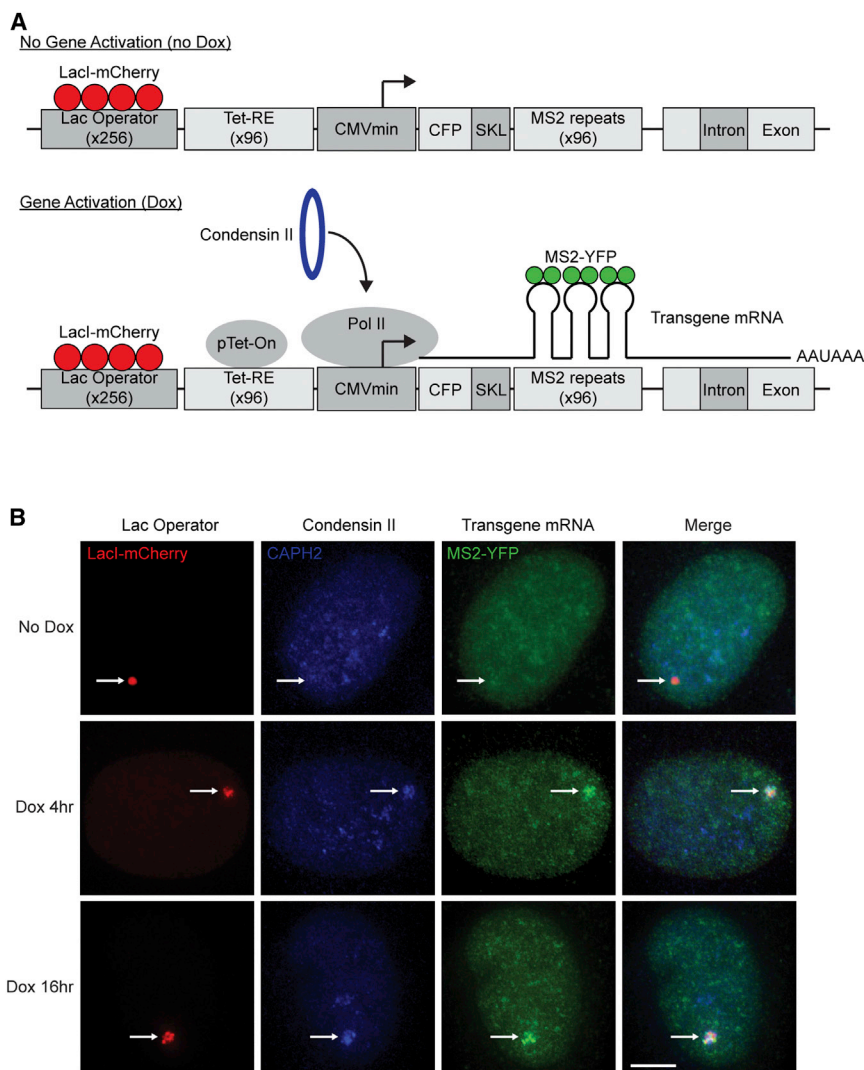 A
No Gene Activation (no Dox)
LacI-mCherry
Lac Operator
(x256)
Tet-RE
(x96)
CMVmin
CFP
SKL
MS2 repeats
(x96)
Intron
Exon
Gene Activation (Dox)
Condensin II
MS2-YFP
Transgene mRNA
Pol II
pTet-On
LacI-mCherry
AAUAAA
Lac Operator
(x256)
Tet-RE
(x96)
CMVmin
CFP
SKL
MS2 repeats
(x96)
Intron
Exon
B
Lac Operator
Condensin II
Transgene mRNA
Merge
LacI-mCherry
CAPH2
MS2-YFP
No Dox
Dox 4hr
Dox 16hr